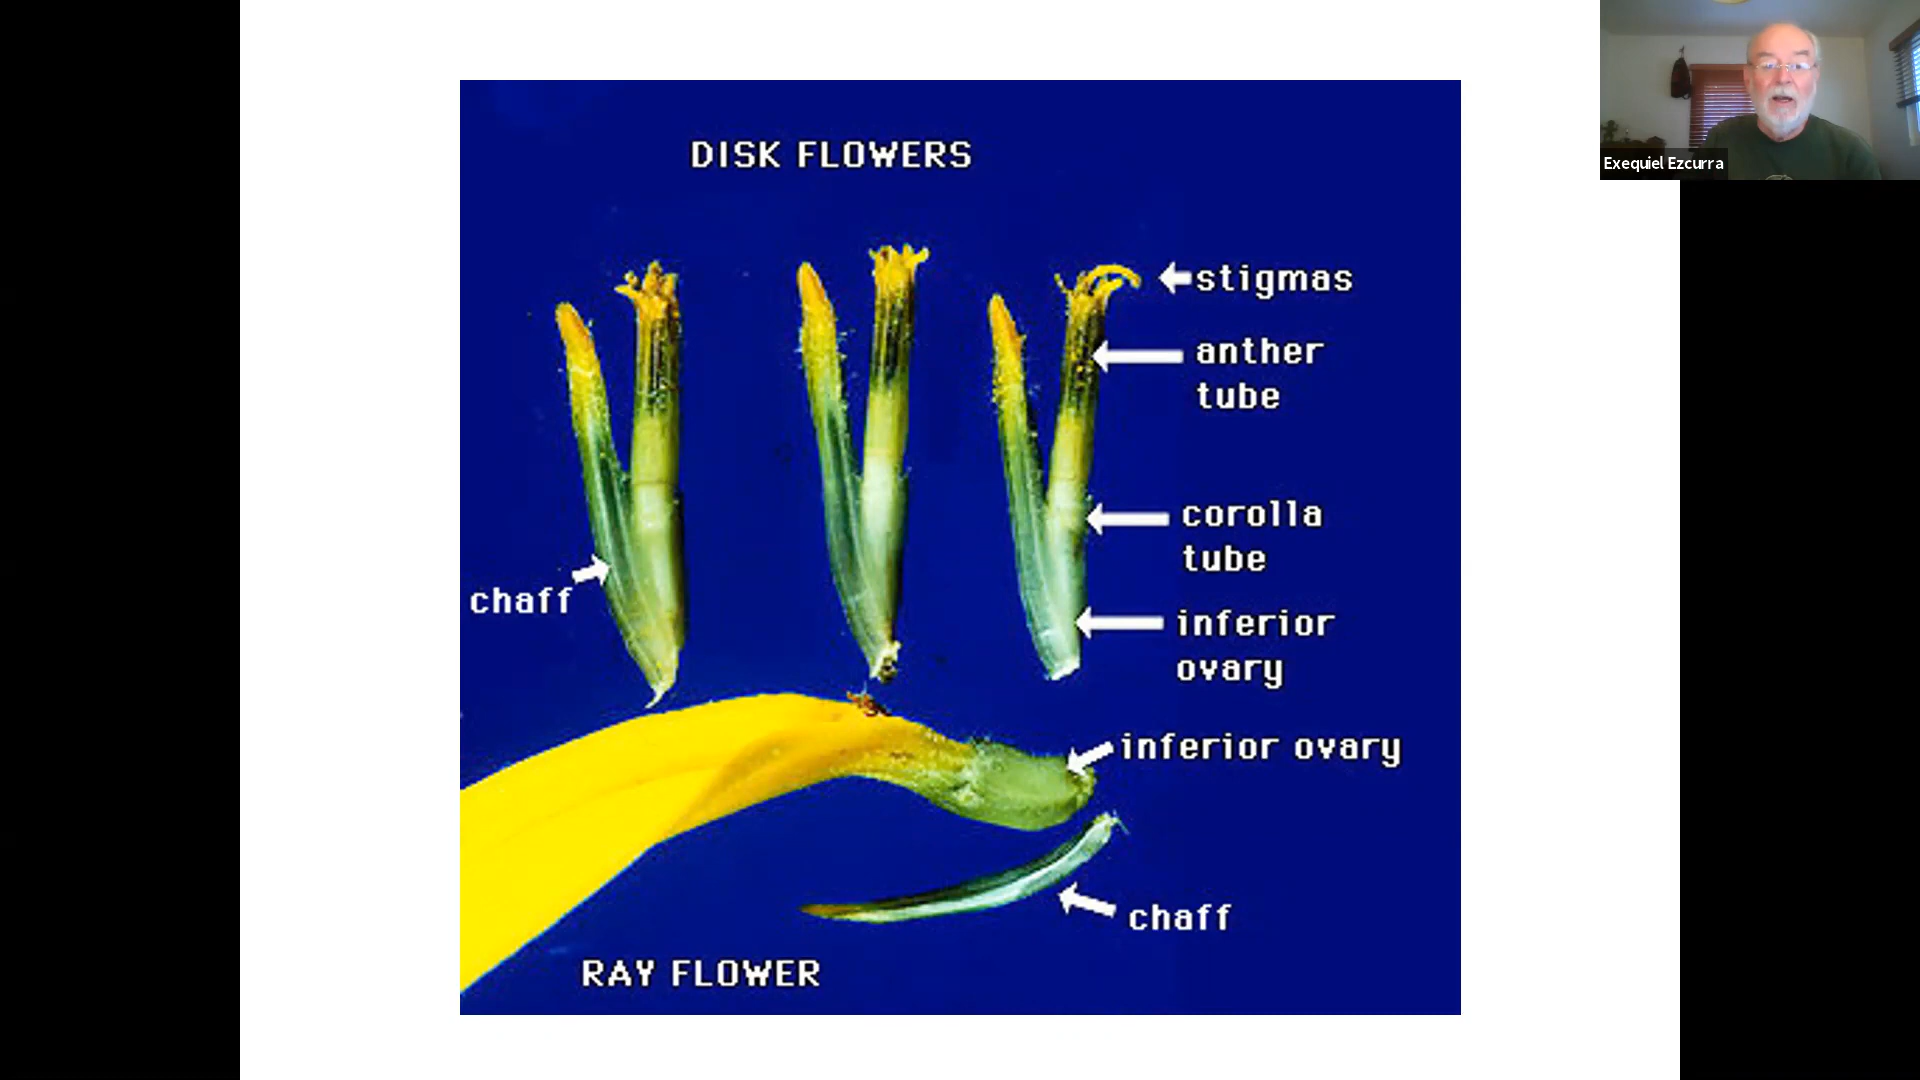 Exequiel Ezcurra
DISK FLOWERS
stigmas
anther
tube
corolla
tube
chaff
inferior
ovary
inferior ovary
chaff
RAY FLOWER